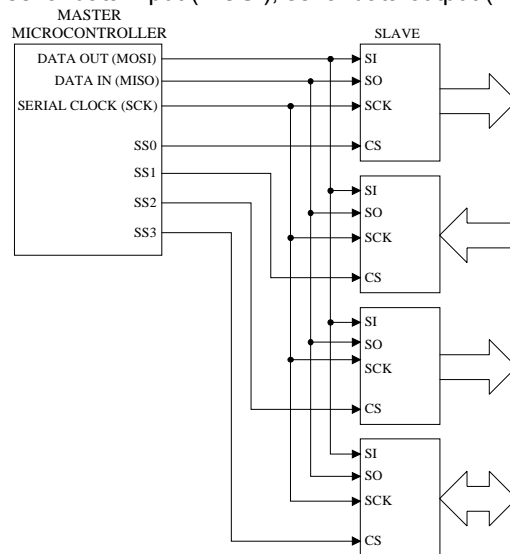 MASTER
MICROCONTROLLER
SLAVE
DATA OUT (MOSI)
DATA IN (MISO)
SERIAL CLOCK (SCK)
SS0
SS1
SS2
SS3
SI
SO
SCK
CS
SI
SO
SCK
CS
SI
SO
SCK
CS
SI
SO
SCK
CS